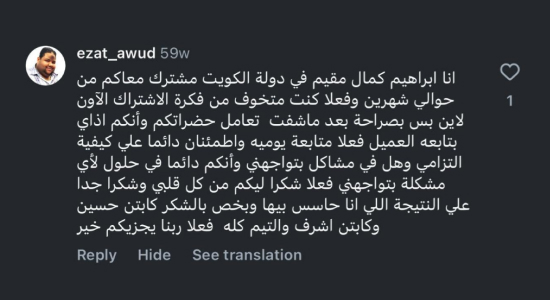 ezat_awud 59w
انا ابراهيم كمال مقيم في دولة الكويت مشترك معاكم من
حوالي شهرين وفعلا كنت متخوف من فكرة الاشتراك الآون
لاين بس بصراحة بعد ماشفت تعامل حضراتكم وأنكم اذاي
بتابعه العميل فعلا متابعة يوميه واطمئنان دائما علي كيفية
التزامي وهل في مشاكل بتواجهني وأنكم دائما في حلول لأي
مشكلة بتواجهني فعلا شكرا ليكم من كل قلبي وشكرا جدا
علي النتيجة اللي انا حاسس بيها وبخص بالشكر كابتن حسين
وكابتن اشرف والتيم كله فعلا ربنا يجزيكم خير
1
Reply Hide See translation